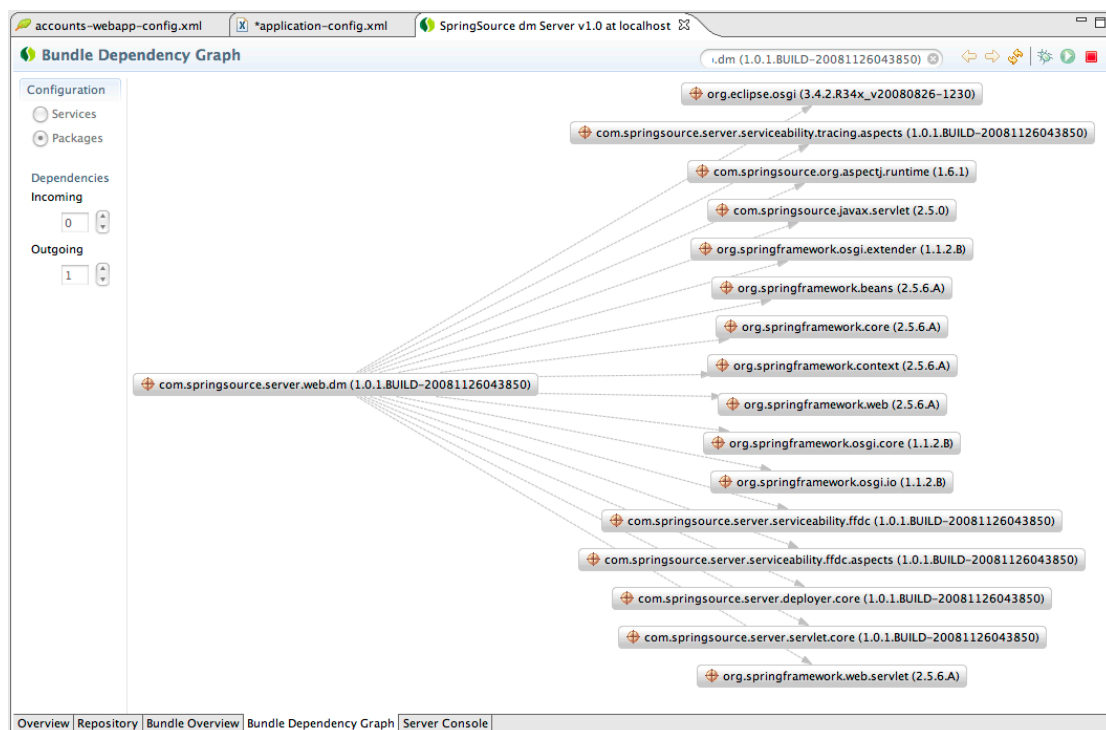 accounts-webapp-config.xml
*application-config.xml
SpringSource dm Server v1.0 at localhost
Bundle Dependency Graph
.dm (1.0.1.BUILD-20081126043850)
Configuration
Services
Packages
Dependencies
Incoming
0
Outgoing
1
org.eclipse.osgi (3.4.2.R34x_v20080826-1230)
com.springsource.server.serviceability.tracing.aspects (1.0.1.BUILD-20081126043850)
com.springsource.org.aspectj.runtime (1.6.1)
com.springsource.javax.servlet (2.5.0)
org.springframework.osgi.extender (1.1.2.B)
org.springframework.beans (2.5.6.A)
org.springframework.core (2.5.6.A)
org.springframework.context (2.5.6.A)
com.springsource.server.web.dm (1.0.1.BUILD-20081126043850)
org.springframework.web (2.5.6.A)
org.springframework.osgi.core (1.1.2.B)
org.springframework.osgi.io (1.1.2.B)
com.springsource.server.serviceability.ffdc (1.0.1.BUILD-20081126043850)
com.springsource.server.serviceability.ffdc.aspects (1.0.1.BUILD-20081126043850)
com.springsource.server.deployer.core (1.0.1.BUILD-20081126043850)
com.springsource.server.servlet.core (1.0.1.BUILD-20081126043850)
org.springframework.web.servlet (2.5.6.A)
Overview Repository Bundle Overview Bundle Dependency Graph Server Console